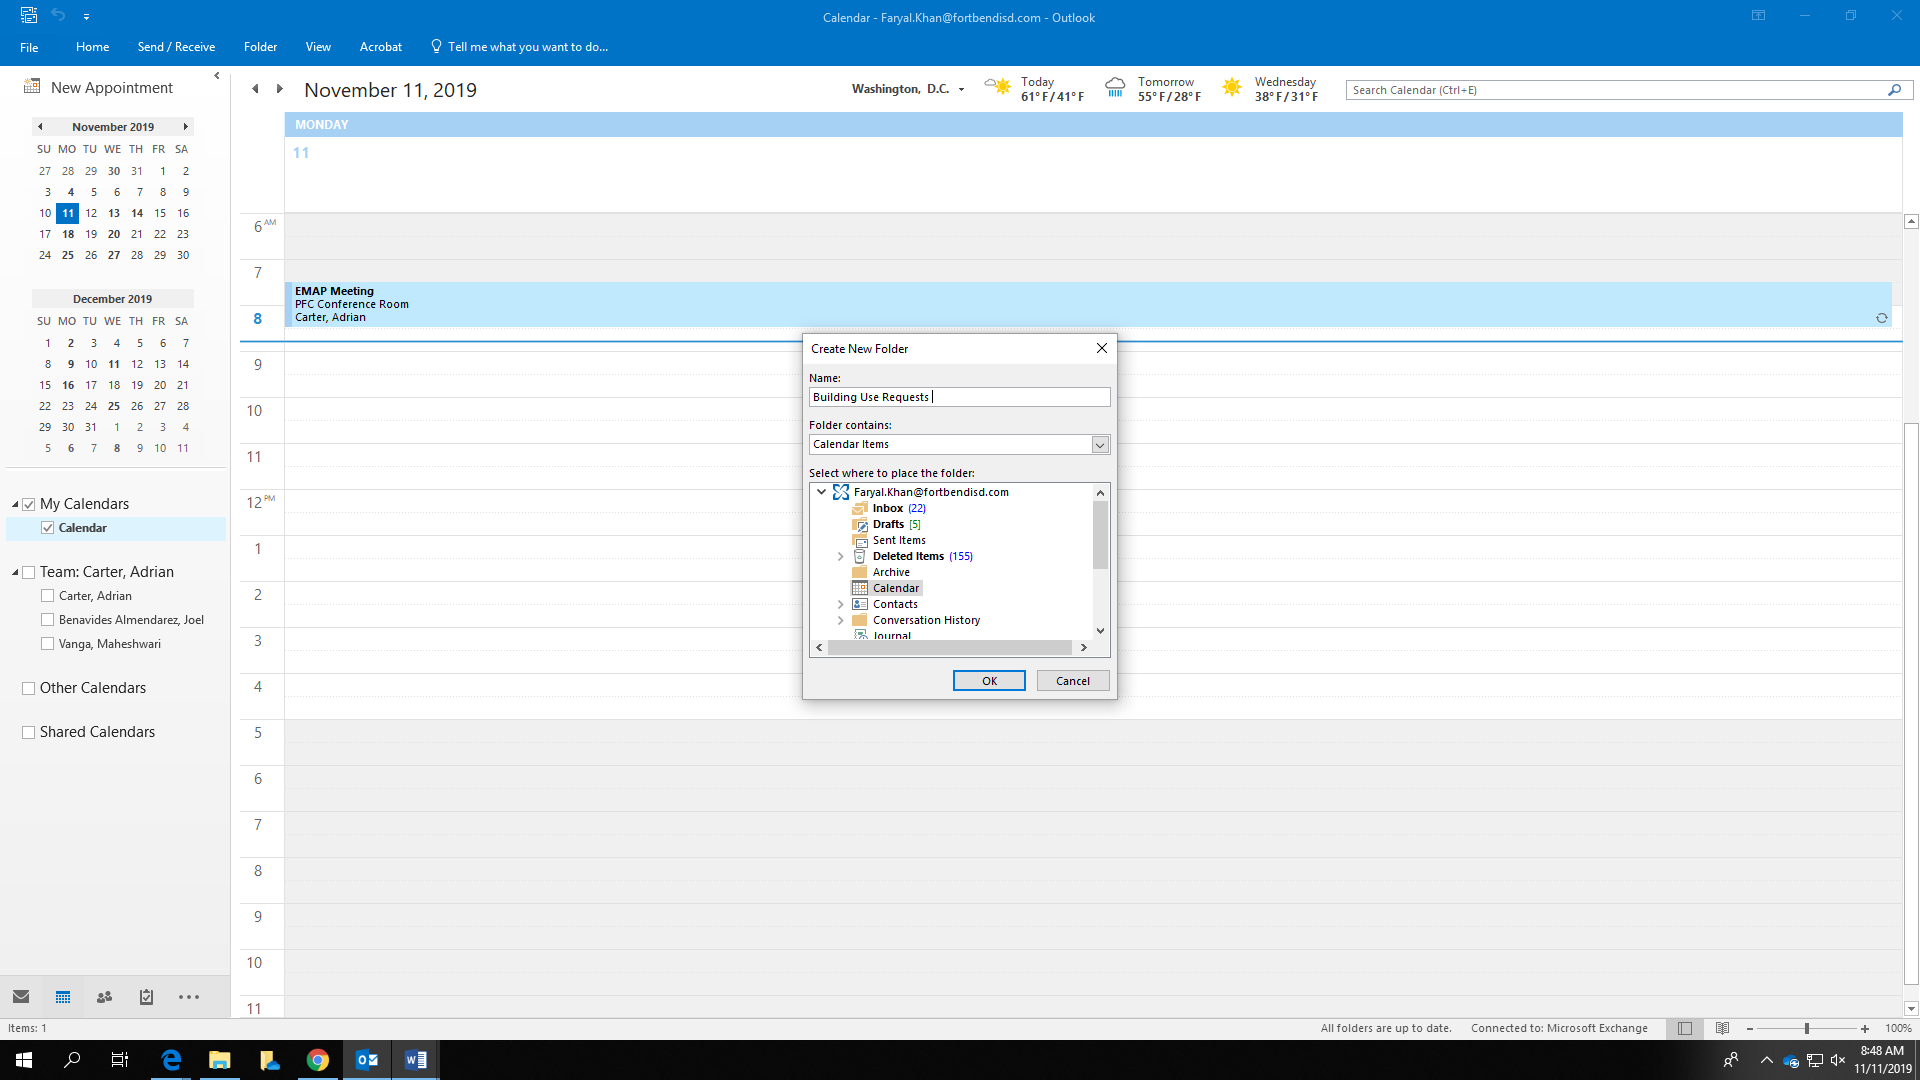 Calendar - Faryal.Khan@fortbendisd.com - Outlook
File Home Send / Receive Folder View Acrobat Tell me what you want to do...
New Appointment
November 11, 2019
Washington, D.C.
Today
61°F/41°F
Tomorrow
55°F/28°F
Wednesday
38°F/31°F
Search Calendar (Ctrl+E)
November 2019
SU MO TU WE TH FR SA
27 28 29 30 31 1 2
3 4 5 6 7 8 9
10 11 12 13 14 15 16
17 18 19 20 21 22 23
24 25 26 27 28 29 30
December 2019
SU MO TU WE TH FR SA
1 2 3 4 5 6 7
8 9 10 11 12 13 14
15 16 17 18 19 20 21
22 23 24 25 26 27 28
29 30 31 1 2 3 4
5 6 7 8 9 10 11
My Calendars
Calendar
Team: Carter, Adrian
Carter, Adrian
Benavides Almendarez, Joel
Vanga, Maheshwari
Other Calendars
Shared Calendars
MONDAY
11
6 AM
7
8
9
10
11
12 PM
1
2
3
4
5
6
7
8
9
10
11
EMAP Meeting
PFC Conference Room
Carter, Adrian
Create New Folder
Name:
Building Use Requests
Folder contains:
Calendar Items
Select where to place the folder:
Faryal.Khan@fortbendisd.com
Inbox (22)
Drafts [5]
Sent Items
Deleted Items (155)
Archive
Calendar
Contacts
Conversation History
Journal
OK Cancel
Items: 1
All folders are up to date. Connected to: Microsoft Exchange 100%
8:48 AM
11/11/2019